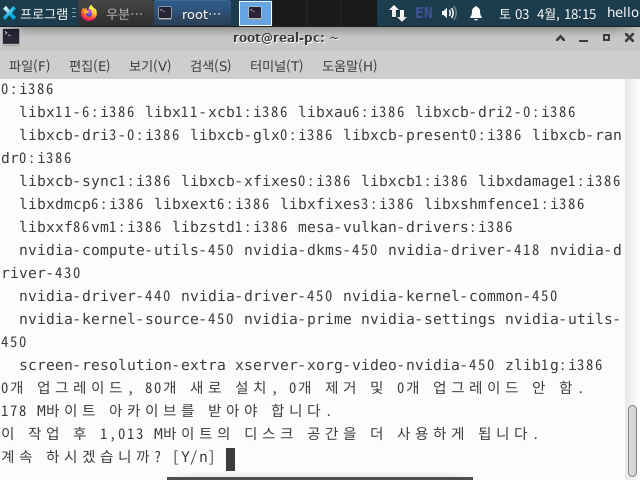 프로그램
우분…
root…
EN
토 03 4월, 18:15 hello
root@real-pc: ~
파일(F) 편집(E) 보기(V) 검색(S) 터미널(T) 도움말(H)
0:i386
libx11-6:i386 libx11-xcb1:i386 libxau6:i386 libxcb-dri2-0:i386
libxcb-dri3-0:i386 libxcb-glx0:i386 libxcb-present0:i386 libxcb-ran
dr0:i386
libxcb-sync1:i386 libxcb-xfixes0:i386 libxcb1:i386 libxdamage1:i386
libxdmcp6:i386 libxext6:i386 libxfixes3:i386 libxshmfence1:i386
libxxf86vm1:i386 libzstd1:i386 mesa-vulkan-drivers:i386
nvidia-compute-utils-450 nvidia-dkms-450 nvidia-driver-418 nvidia-d
river-430
nvidia-driver-440 nvidia-driver-450 nvidia-kernel-common-450
nvidia-kernel-source-450 nvidia-prime nvidia-settings nvidia-utils-
450
screen-resolution-extra xserver-xorg-video-nvidia-450 zlib1g:i386
0개 업그레이드, 80개 새로 설치, 0개 제거 및 0개 업그레이드 안 함.
178 M바이트 아카이브를 받아야 합니다.
이 작업 후 1,013 M바이트의 디스크 공간을 더 사용하게 됩니다.
계속 하시겠습니까? [Y/n]